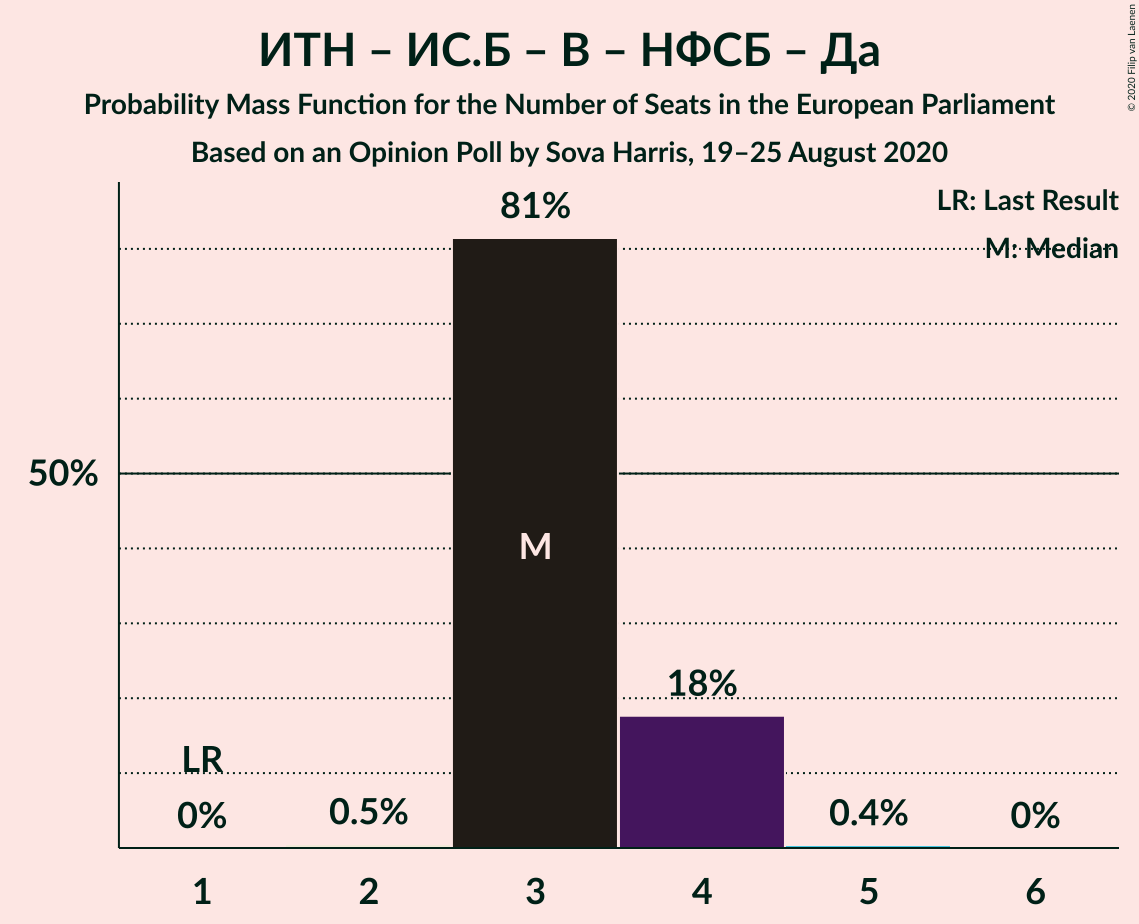 ИТН – ИС.Б – В – НФСБ – Да
Probability Mass Function for the Number of Seats in the European Parliament
Based on an Opinion Poll by Sova Harris, 19–25 August 2020
© 2020 Filip van Laenen
LR: Last Result
M: Median
81%
50%
M
18%
LR
0%
0.5%
0.4%
0%
1
2
3
4
5
6